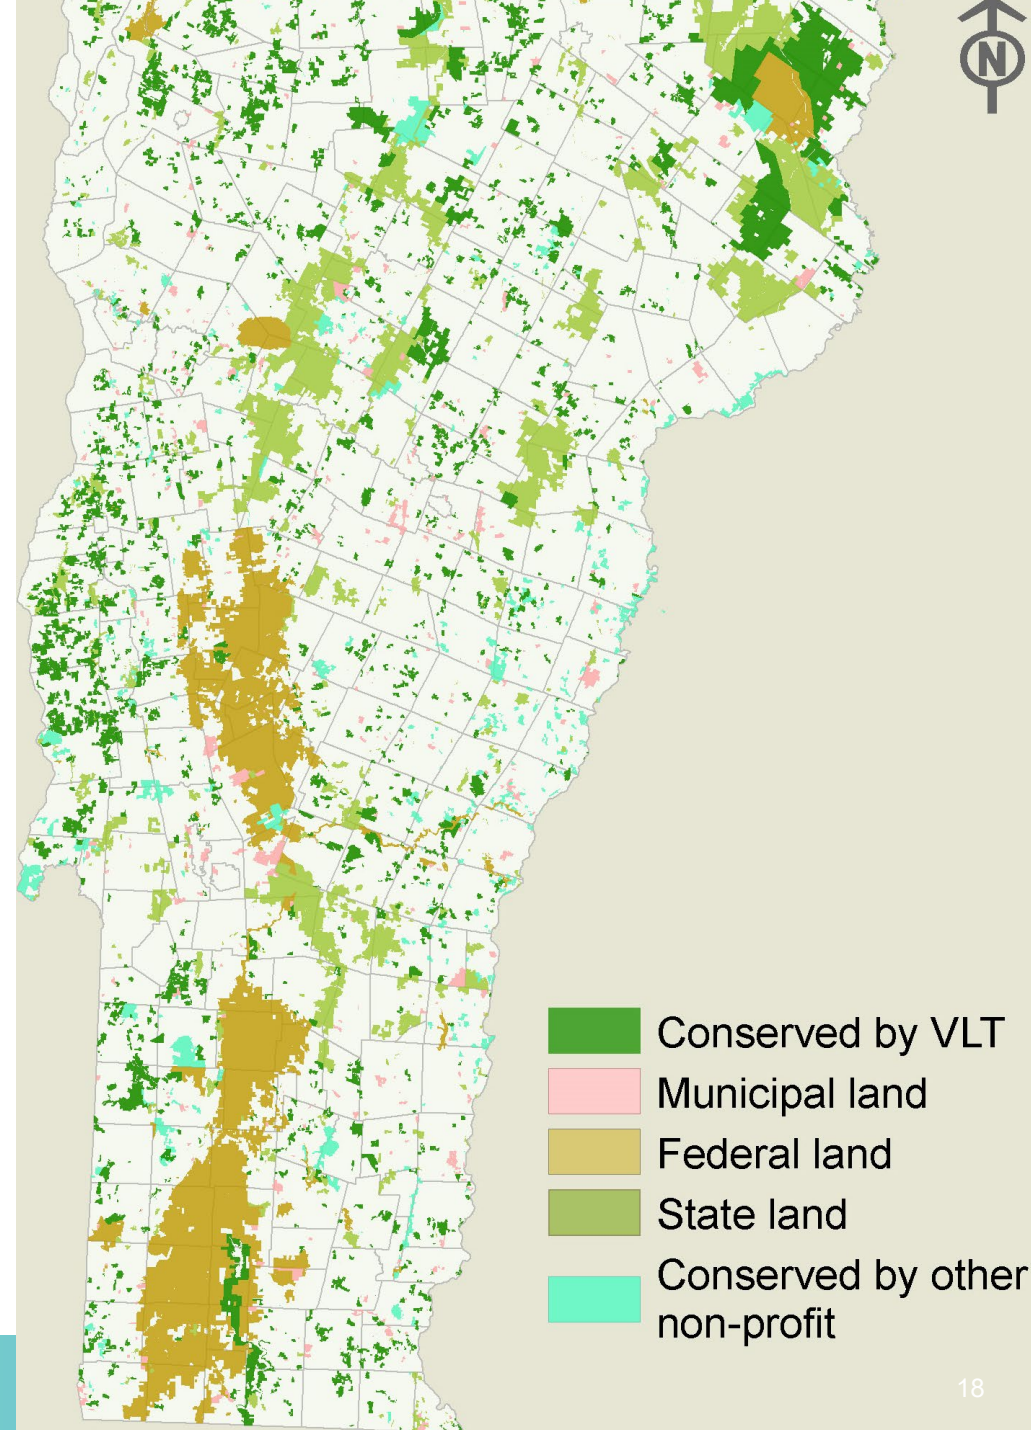 N
Conserved by VLT
Municipal land
Federal land
State land
Conserved by other
non-profit
18